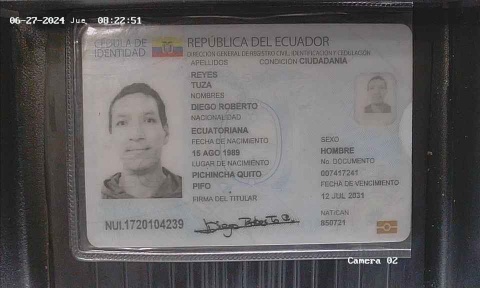 06-27-2024 Jue 08:22:51
CÉDULA DE IDENTIDAD
REPÚBLICA DEL ECUADOR
DIRECCIÓN GENERAL DE REGISTRO CIVIL, IDENTIFICACIÓN Y CEDULACIÓN
APELLIDOS
CONDICIÓN CIUDADANÍA
REYES
TUZA
NOMBRES
DIEGO ROBERTO
NACIONALIDAD
ECUATORIANA
FECHA DE NACIMIENTO
SEXO
15 AGO 1989
HOMBRE
LUGAR DE NACIMIENTO
No. DOCUMENTO
PICHINCHA QUITO
007417241
PIFO
FECHA DE VENCIMIENTO
FIRMA DEL TITULAR
12 JUL 2031
NAT/CAN
NUI.1720104239
850721
Camera 02